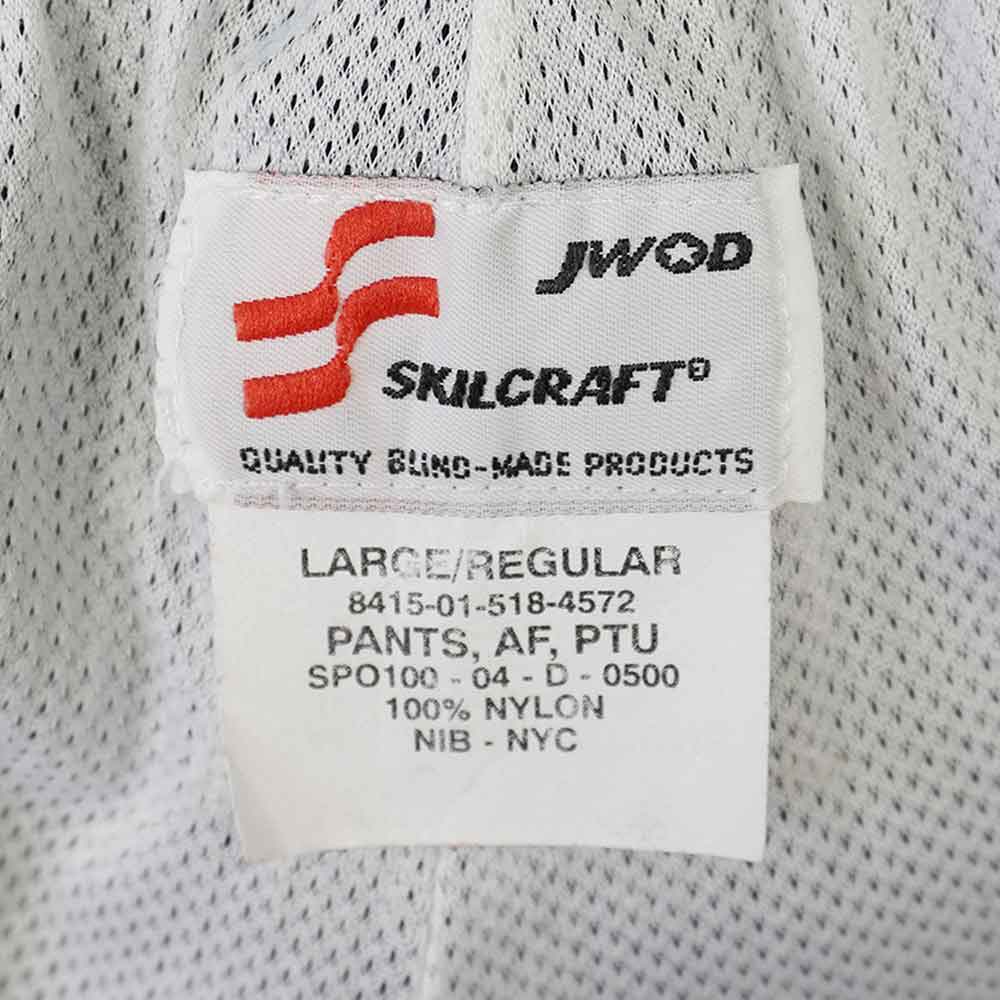 JWOD
SKILCRAFT®
QUALITY BLIND-MADE PRODUCTS
LARGE/REGULAR
8415-01-518-4572
PANTS, AF, PTU
SPO100 - 04 - D - 0500
100% NYLON
NIB - NYC